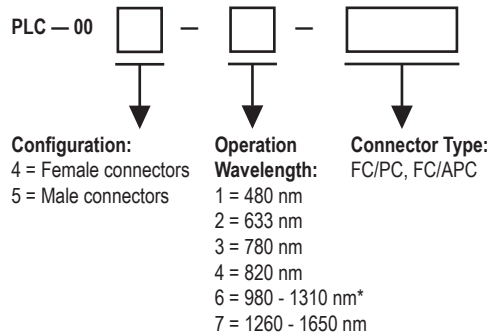 PLC — 00 — —
Configuration:
4 = Female connectors
5 = Male connectors
Operation
Wavelength:
1 = 480 nm
2 = 633 nm
3 = 780 nm
4 = 820 nm
6 = 980 - 1310 nm*
7 = 1260 - 1650 nm
Connector Type:
FC/PC, FC/APC